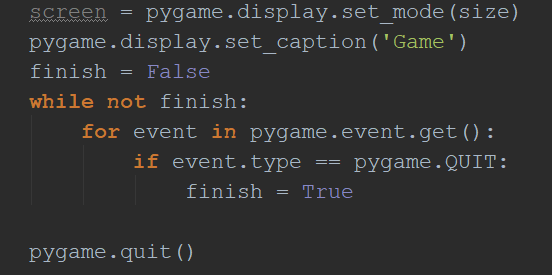 screen = pygame.display.set_mode(size)
pygame.display.set_caption('Game')
finish = False
while not finish:
    for event in pygame.event.get():
        if event.type == pygame.QUIT:
            finish = True

pygame.quit()